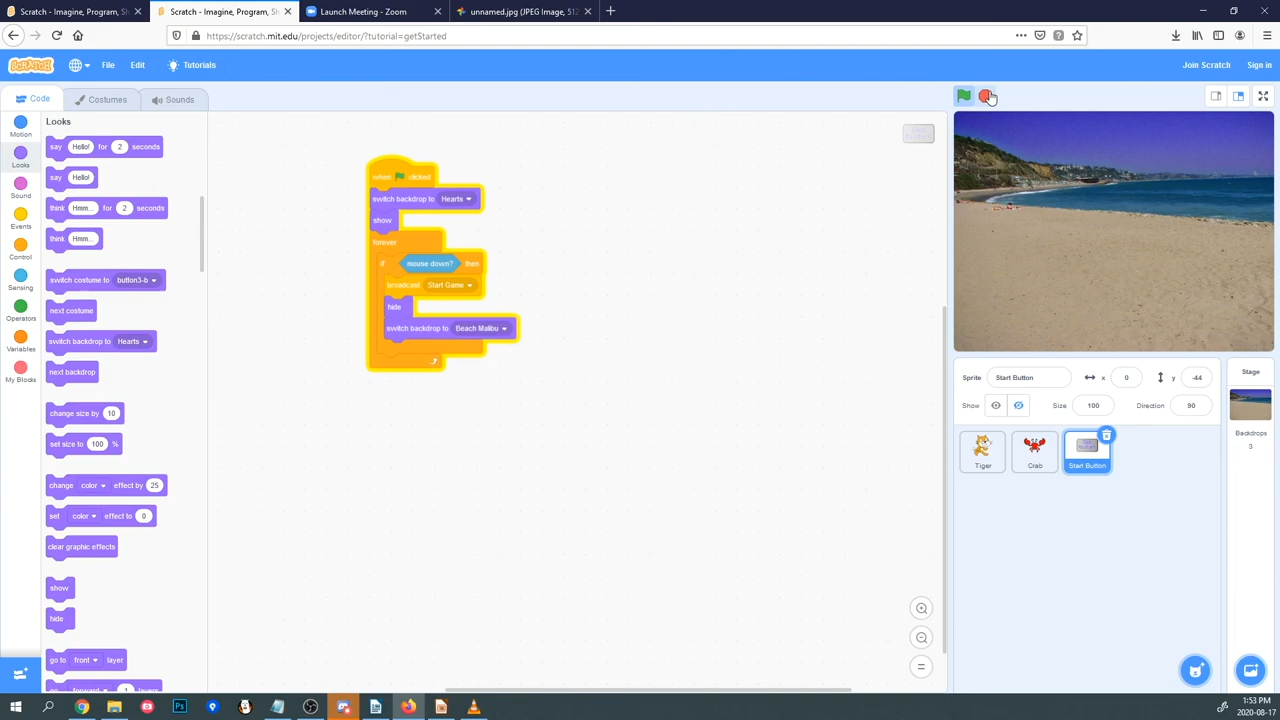 Scratch - Imagine, Program, Sh
Scratch - Imagine, Program, Sh
Launch Meeting - Zoom
unnamed.jpg (JPEG Image, 512
https://scratch.mit.edu/projects/editor/?tutorial=getStarted
SCRATCH
File
Edit
Tutorials
Join Scratch
Sign in
Code
Costumes
Sounds
Motion
Looks
Sound
Events
Control
Sensing
Operators
Variables
My Blocks
Looks
say Hello! for 2 seconds
say Hello!
think Hmm... for 2 seconds
think Hmm...
switch costume to button3-b
next costume
switch backdrop to Hearts
next backdrop
change size by 10
set size to 100 %
change color effect by 25
set color effect to 0
clear graphic effects
show
hide
go to front layer
go forward 1 layers
when clicked
switch backdrop to Hearts
show
forever
if mouse down? then
broadcast Start Game
hide
switch backdrop to Beach Malibu
Sprite Start Button x 0 y -44
Show Size 100 Direction 90
Tiger
Crab
Start Button
Stage
Backdrops
3
1:53 PM
2020-08-17